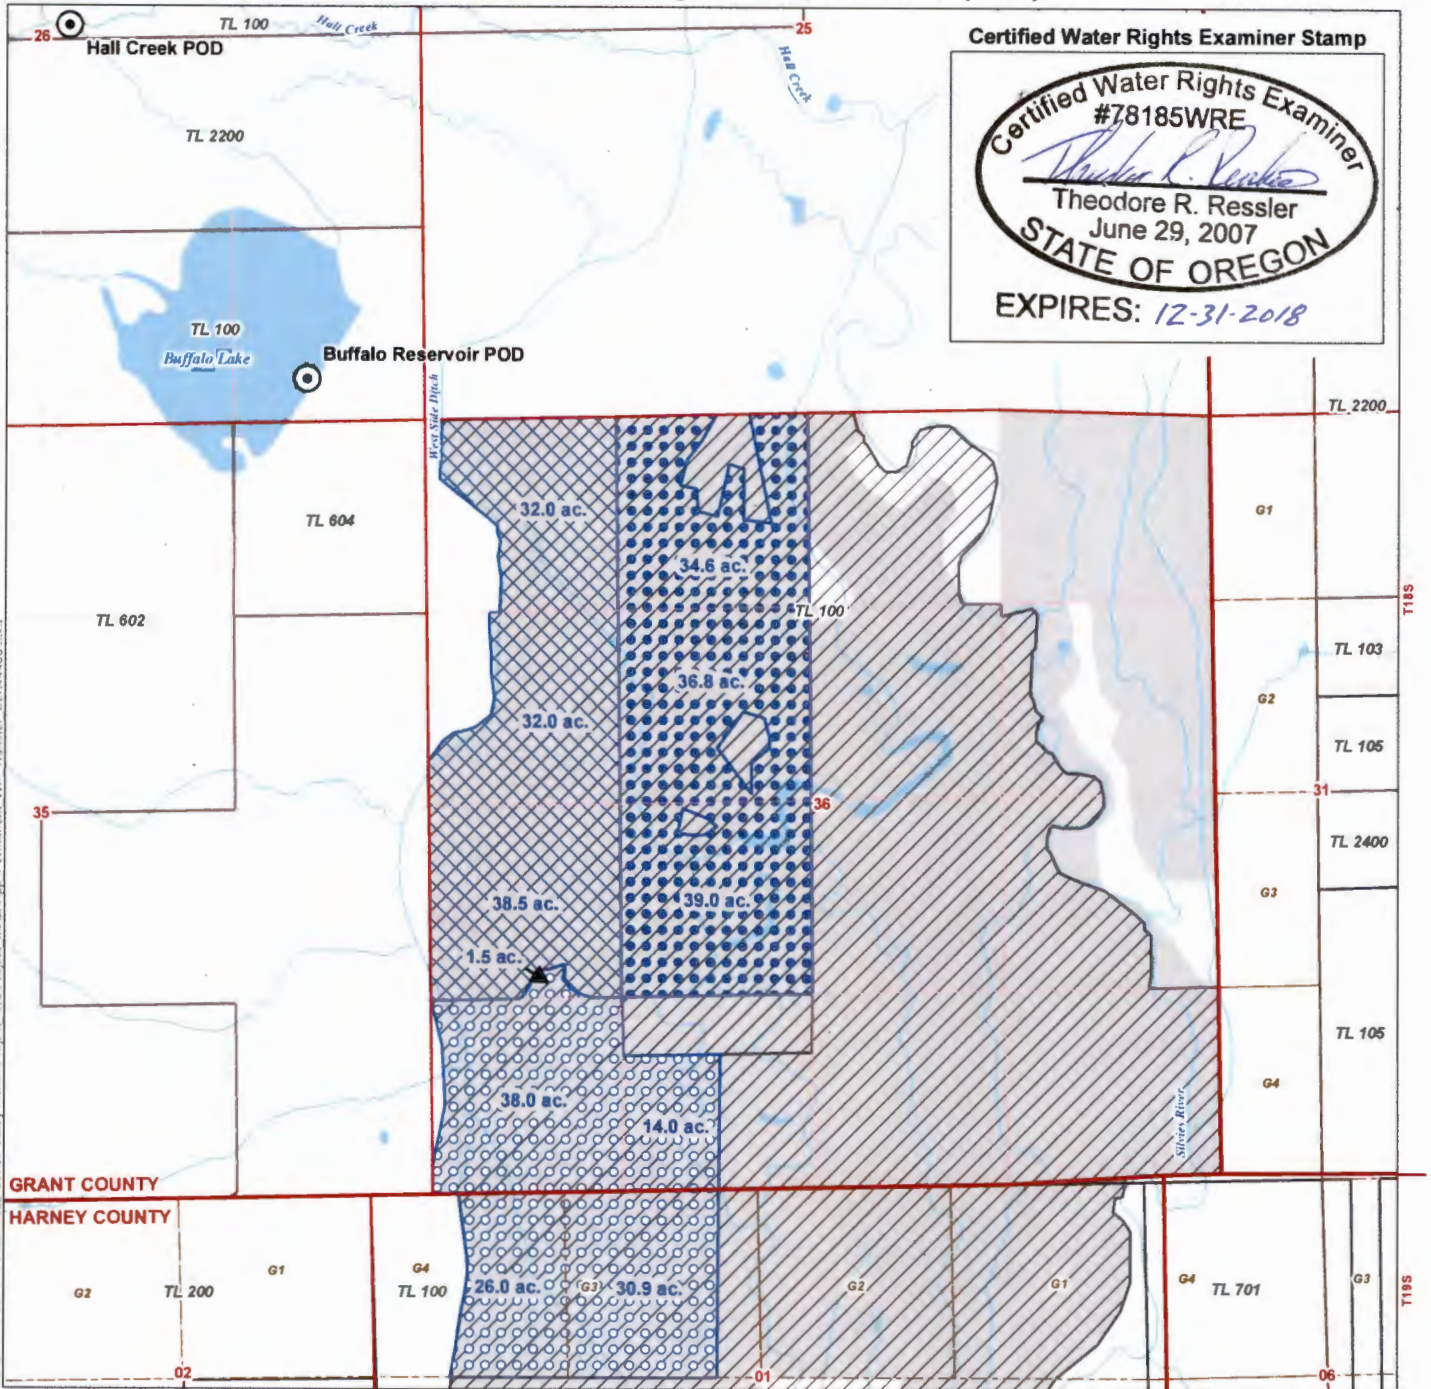 26
TL 100
Hall Creek
25
Hall Creek POD
Hall Creek
Certified Water Rights Examiner Stamp
Certified Water Rights Examiner
#78185WRE
Theodore R. Ressler
June 29, 2007
STATE OF OREGON
EXPIRES: 12-31-2018
TL 2200
TL 100
Buffalo Lake
Buffalo Reservoir POD
West Side Ditch
TL 2200
32.0 ac.
TL 604
G1
34.6 ac.
TL 100
T18S
TL 602
TL 103
36.8 ac.
G2
32.0 ac.
TL 105
35
36
31
TL 2400
38.5 ac.
39.0 ac.
G3
1.5 ac.
TL 105
38.0 ac.
14.0 ac.
G4
Silvies River
GRANT COUNTY
HARNEY COUNTY
G2
TL 200
G1
G4
TL 100
26.0 ac.
G3
30.9 ac.
G2
G1
G4
TL 701
G3
T19S
02
01
06